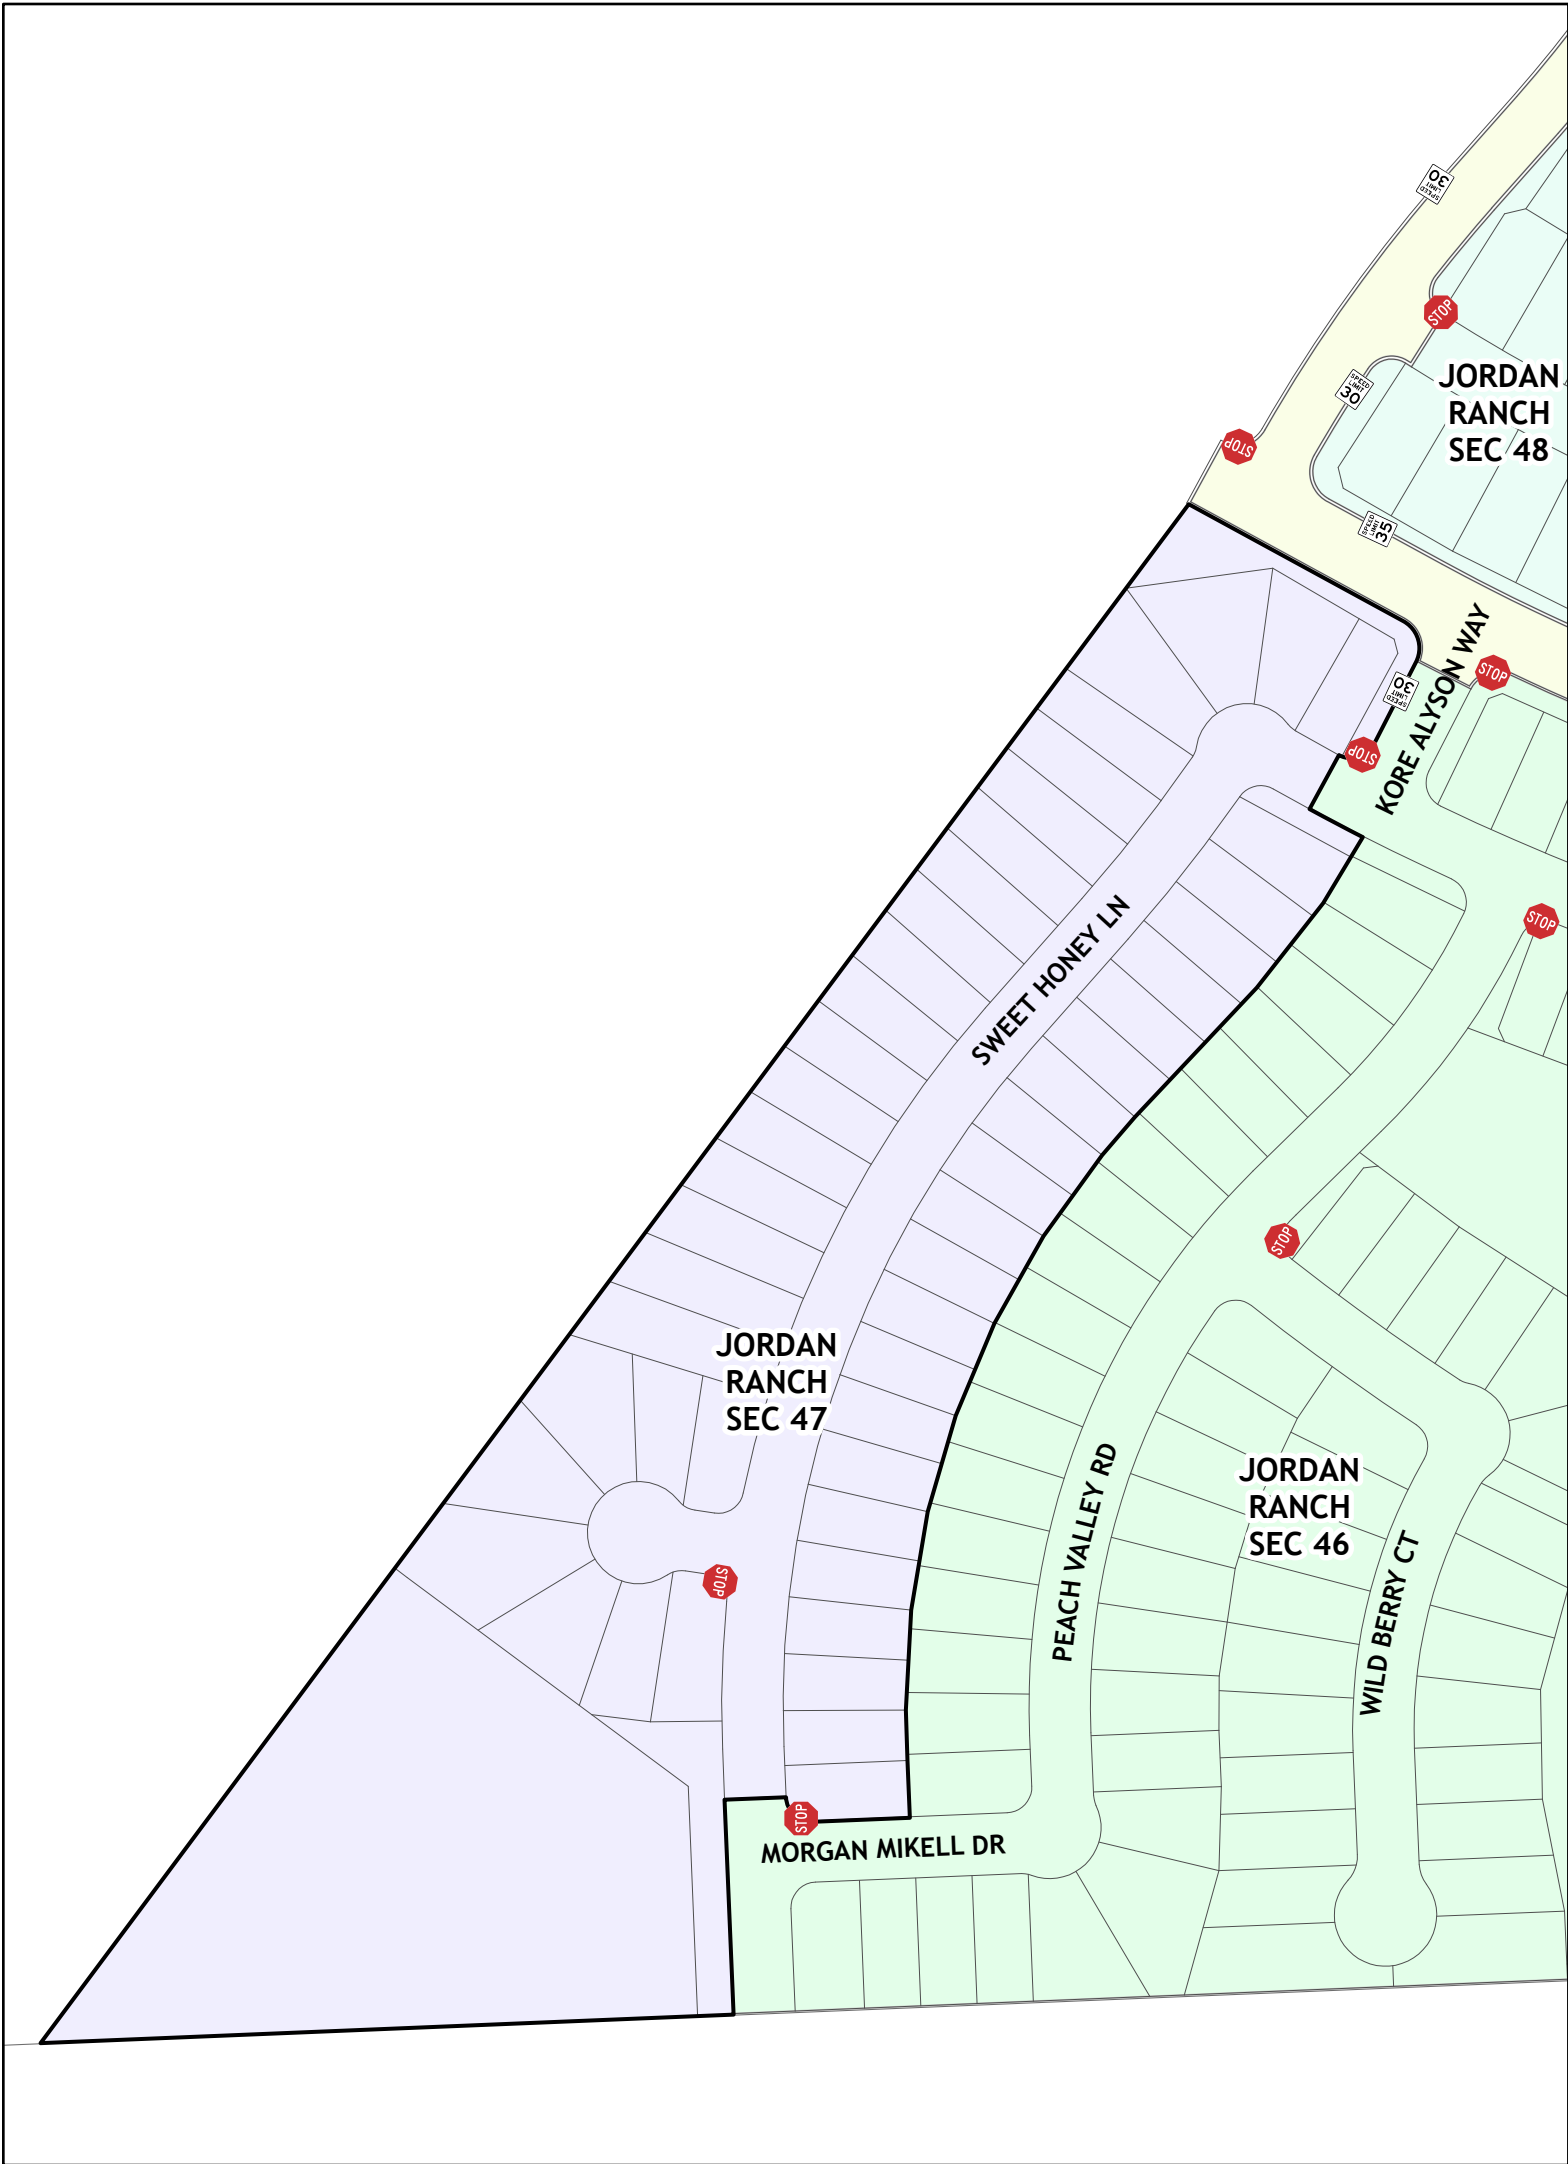 SPEED
LIMIT
30
STOP
SPEED
LIMIT
30
JORDAN
RANCH
SEC 48
STOP
SPEED
LIMIT
35
KORE ALYSON WAY
STOP
SPEED
LIMIT
30
STOP
SWEET HONEY LN
STOP
STOP
JORDAN
RANCH
SEC 47
JORDAN
RANCH
SEC 46
PEACH VALLEY RD
WILD BERRY CT
STOP
STOP
MORGAN MIKELL DR